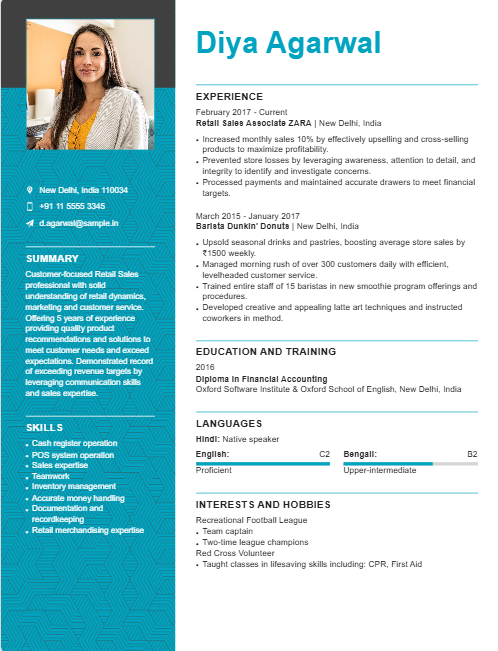 Diya Agarwal
New Delhi, India 110034
+91 11 5555 3345
d.agarwal@sample.in
SUMMARY
Customer-focused Retail Sales
professional with solid
understanding of retail dynamics,
marketing and customer service.
Offering 5 years of experience
providing quality product
recommendations and solutions to
meet customer needs and exceed
expectations. Demonstrated record
of exceeding revenue targets by
leveraging communication skills
and sales expertise.
SKILLS
• Cash register operation
• POS system operation
• Sales expertise
• Teamwork
• Inventory management
• Accurate money handling
• Documentation and
recordkeeping
• Retail merchandising expertise
EXPERIENCE
February 2017 - Current
Retail Sales Associate ZARA | New Delhi, India
• Increased monthly sales 10% by effectively upselling and cross-selling
products to maximize profitability.
• Prevented store losses by leveraging awareness, attention to detail, and
integrity to identify and investigate concerns.
• Processed payments and maintained accurate drawers to meet financial
targets.
March 2015 - January 2017
Barista Dunkin' Donuts | New Delhi, India
• Upsold seasonal drinks and pastries, boosting average store sales by
₹1500 weekly.
• Managed morning rush of over 300 customers daily with efficient,
levelheaded customer service.
• Trained entire staff of 15 baristas in new smoothie program offerings and
procedures.
• Developed creative and appealing latte art techniques and instructed
coworkers in method.
EDUCATION AND TRAINING
2016
Diploma in Financial Accounting
Oxford Software Institute & Oxford School of English, New Delhi, India
LANGUAGES
Hindi: Native speaker
English: C2 Bengali: B2
Proficient Upper-intermediate
INTERESTS AND HOBBIES
Recreational Football League
• Team captain
• Two-time league champions
Red Cross Volunteer
• Taught classes in lifesaving skills including: CPR, First Aid